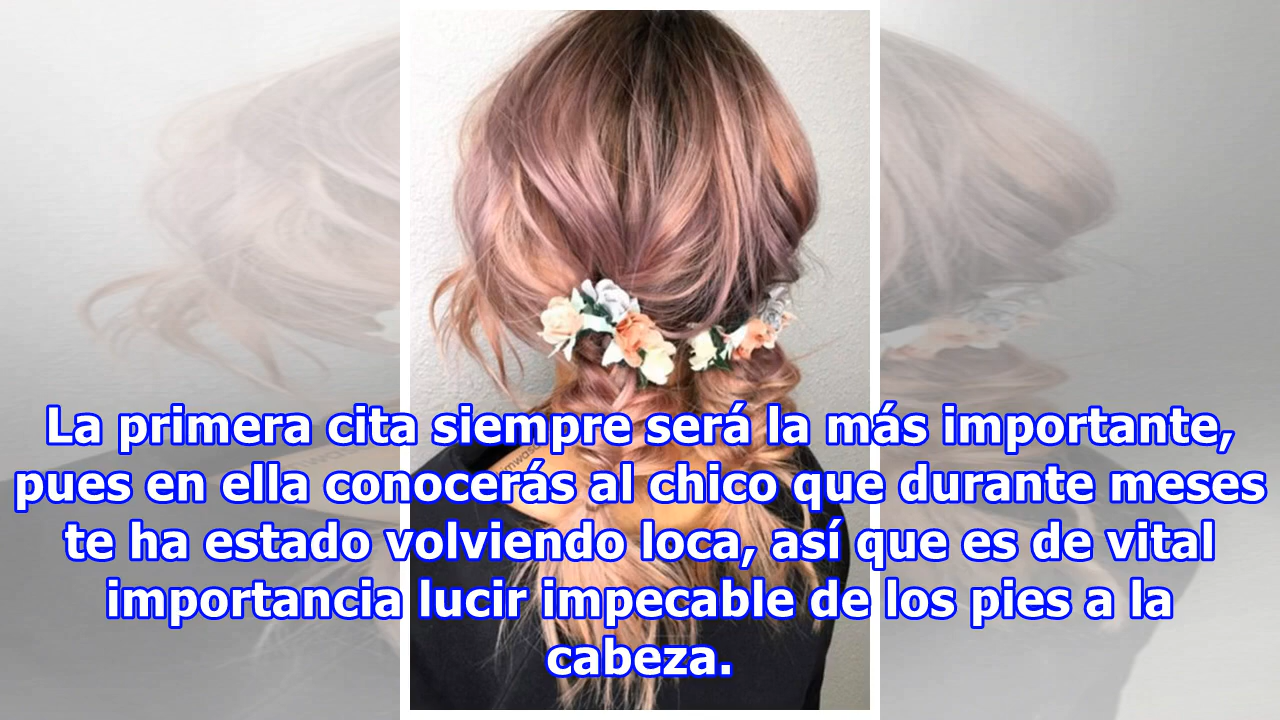 La primera cita siempre será la más importante,
pues en ella conocerás al chico que durante meses
te ha estado volviendo loca, así que es de vital
importancia lucir impecable de los pies a la
cabeza.